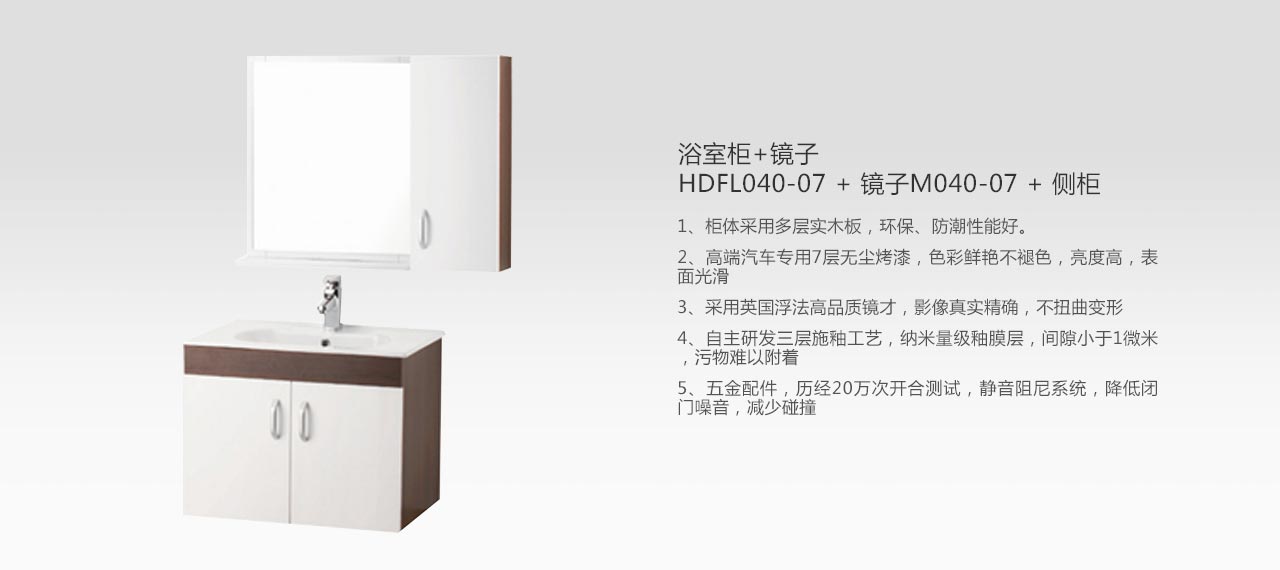 浴室柜+镜子
HDFL040-07 + 镜子M040-07 + 侧柜
1、柜体采用多层实木板，环保、防潮性能好。
2、高端汽车专用7层无尘烤漆，色彩鲜艳不褪色，亮度高，表
面光滑
3、采用英国浮法高品质镜才，影像真实精确，不扭曲变形
4、自主研发三层施釉工艺，纳米量级釉膜层，间隙小于1微米
，污物难以附着
5、五金配件，历经20万次开合测试，静音阻尼系统，降低闭
门噪音，减少碰撞